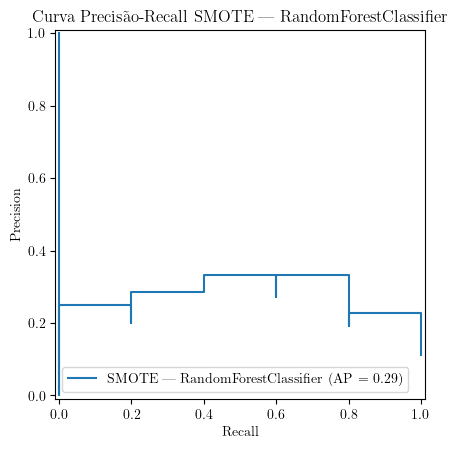 Curva Precisão-Recall SMOTE — RandomForestClassifier
1.0
0.8
0.6
0.4
0.2
0.0
Precision
SMOTE — RandomForestClassifier (AP = 0.29)
0.0 0.2 0.4 0.6 0.8 1.0
Recall